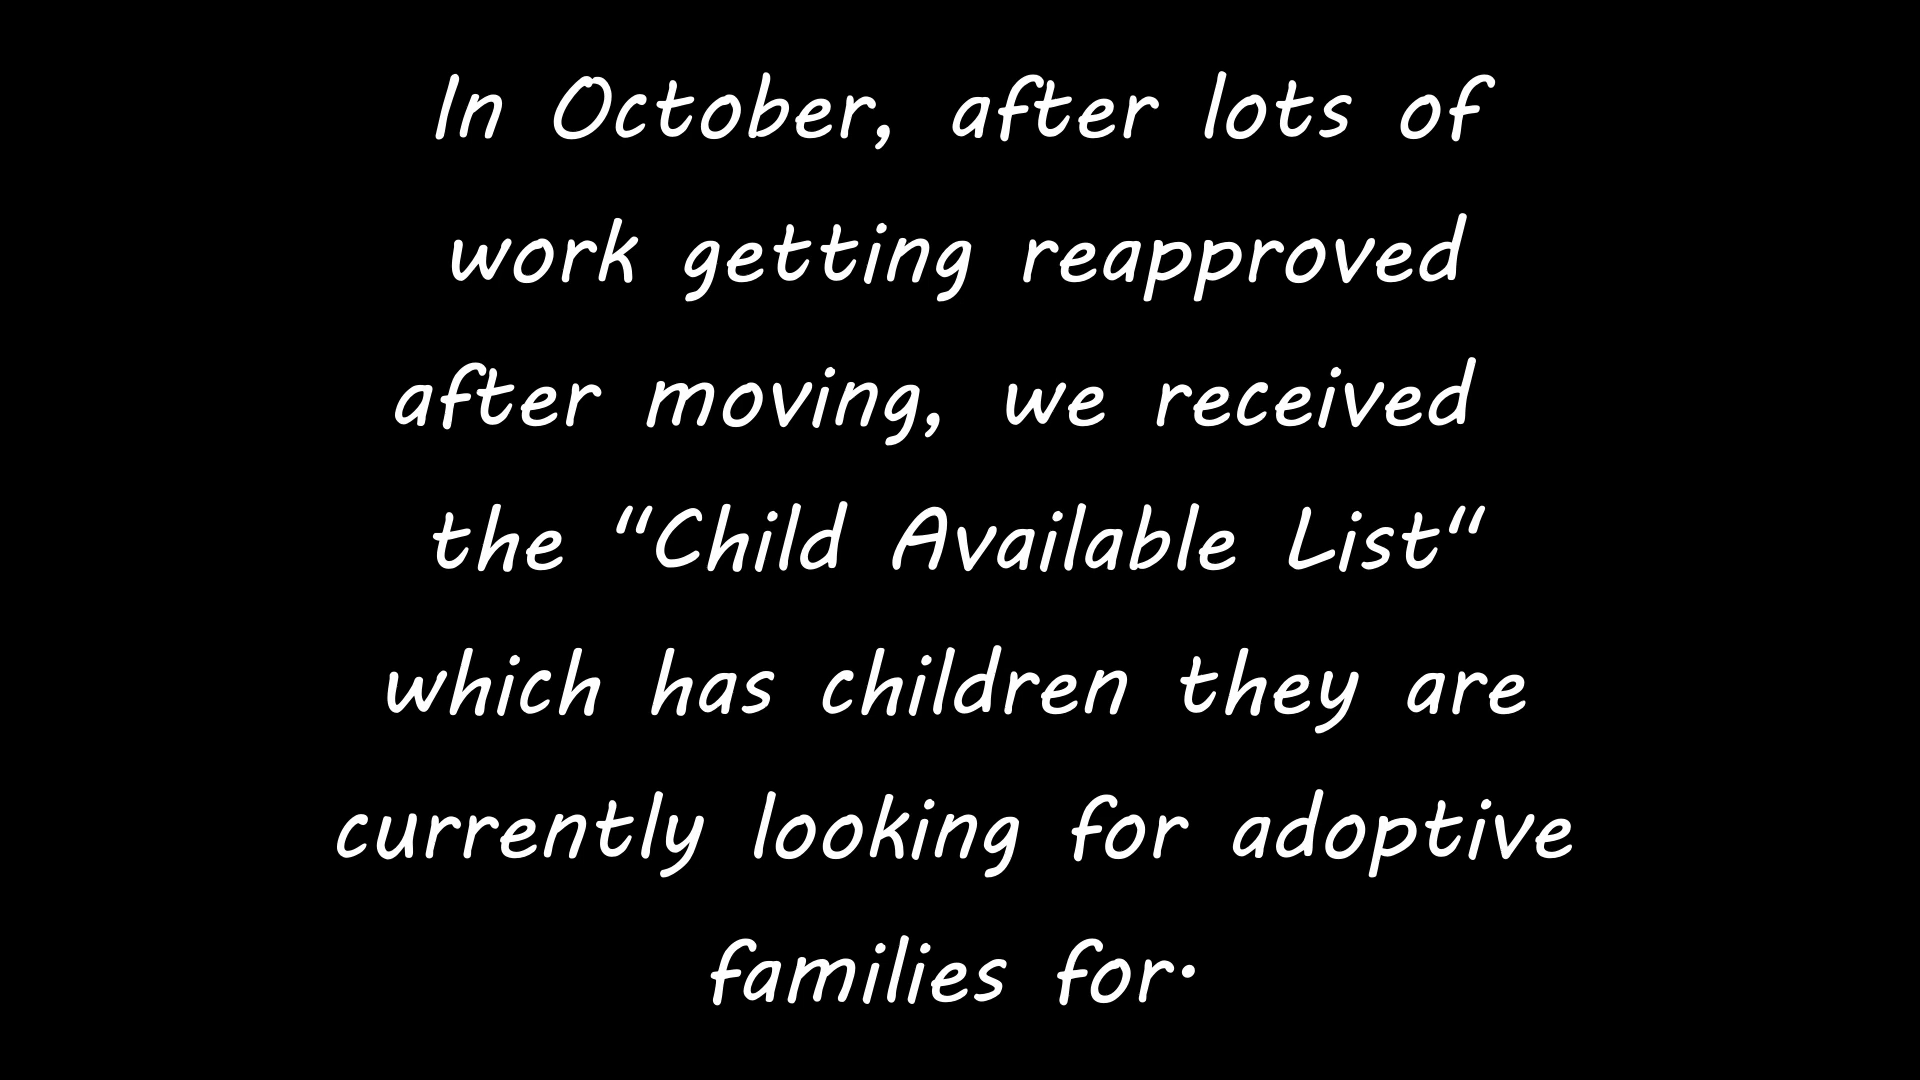 In October, after lots of
work getting reapproved
after moving, we received
the “Child Available List“
which has children they are
currently looking for adoptive
families for·